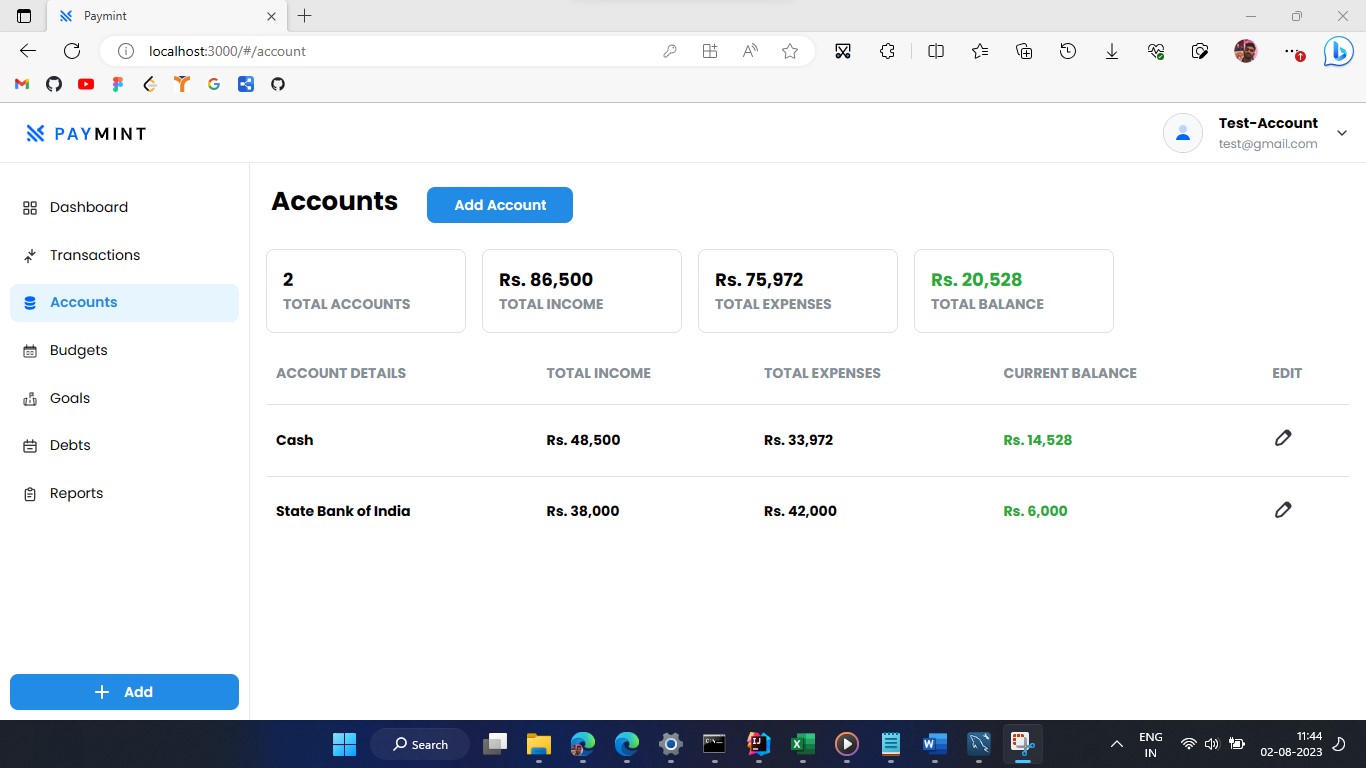 Paymint
localhost:3000/#/account
PAYMINT
Test-Account
test@gmail.com
Dashboard
Transactions
Accounts
Budgets
Goals
Debts
Reports
Add
Accounts
Add Account
2
TOTAL ACCOUNTS
Rs. 86,500
TOTAL INCOME
Rs. 75,972
TOTAL EXPENSES
Rs. 20,528
TOTAL BALANCE
ACCOUNT DETAILS TOTAL INCOME TOTAL EXPENSES CURRENT BALANCE EDIT
Cash Rs. 48,500 Rs. 33,972 Rs. 14,528
State Bank of India Rs. 38,000 Rs. 42,000 Rs. 6,000
Search
ENG
IN
11:44
02-08-2023